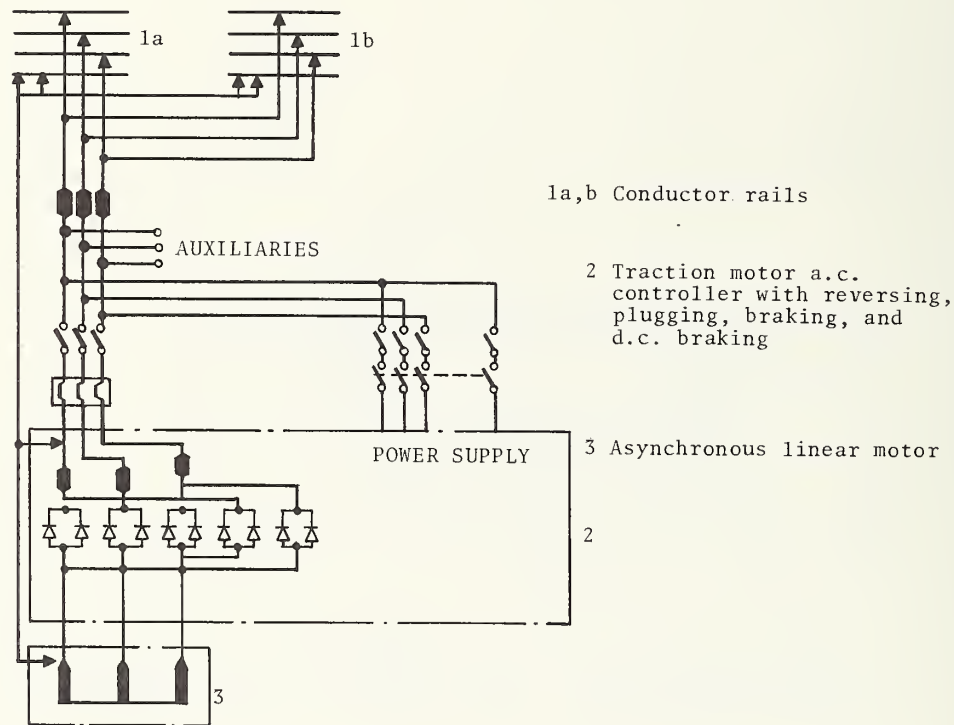 1a
1b
1a,b Conductor rails
AUXILIARIES
2 Traction motor a.c.
controller with reversing,
plugging, braking, and
d.c. braking
POWER SUPPLY
3 Asynchronous linear motor
2
3